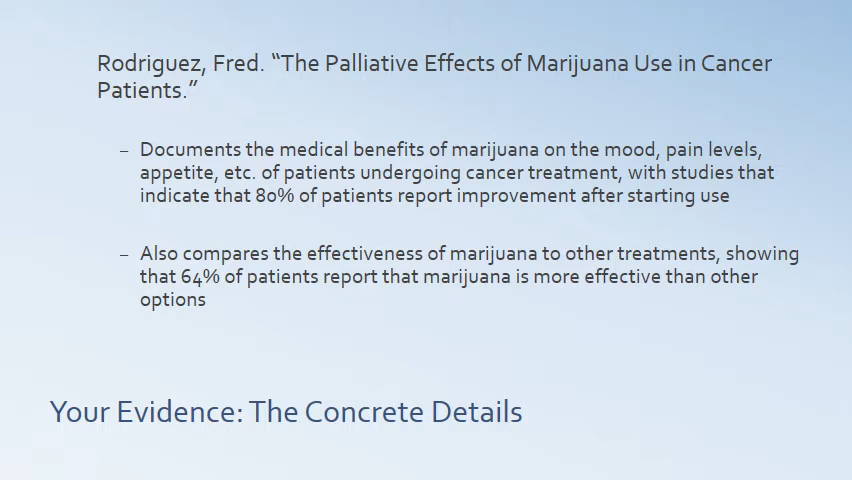 Rodriguez, Fred. “The Palliative Effects of Marijuana Use in Cancer
Patients.”
– Documents the medical benefits of marijuana on the mood, pain levels,
appetite, etc. of patients undergoing cancer treatment, with studies that
indicate that 80% of patients report improvement after starting use
– Also compares the effectiveness of marijuana to other treatments, showing
that 64% of patients report that marijuana is more effective than other
options
Your Evidence: The Concrete Details